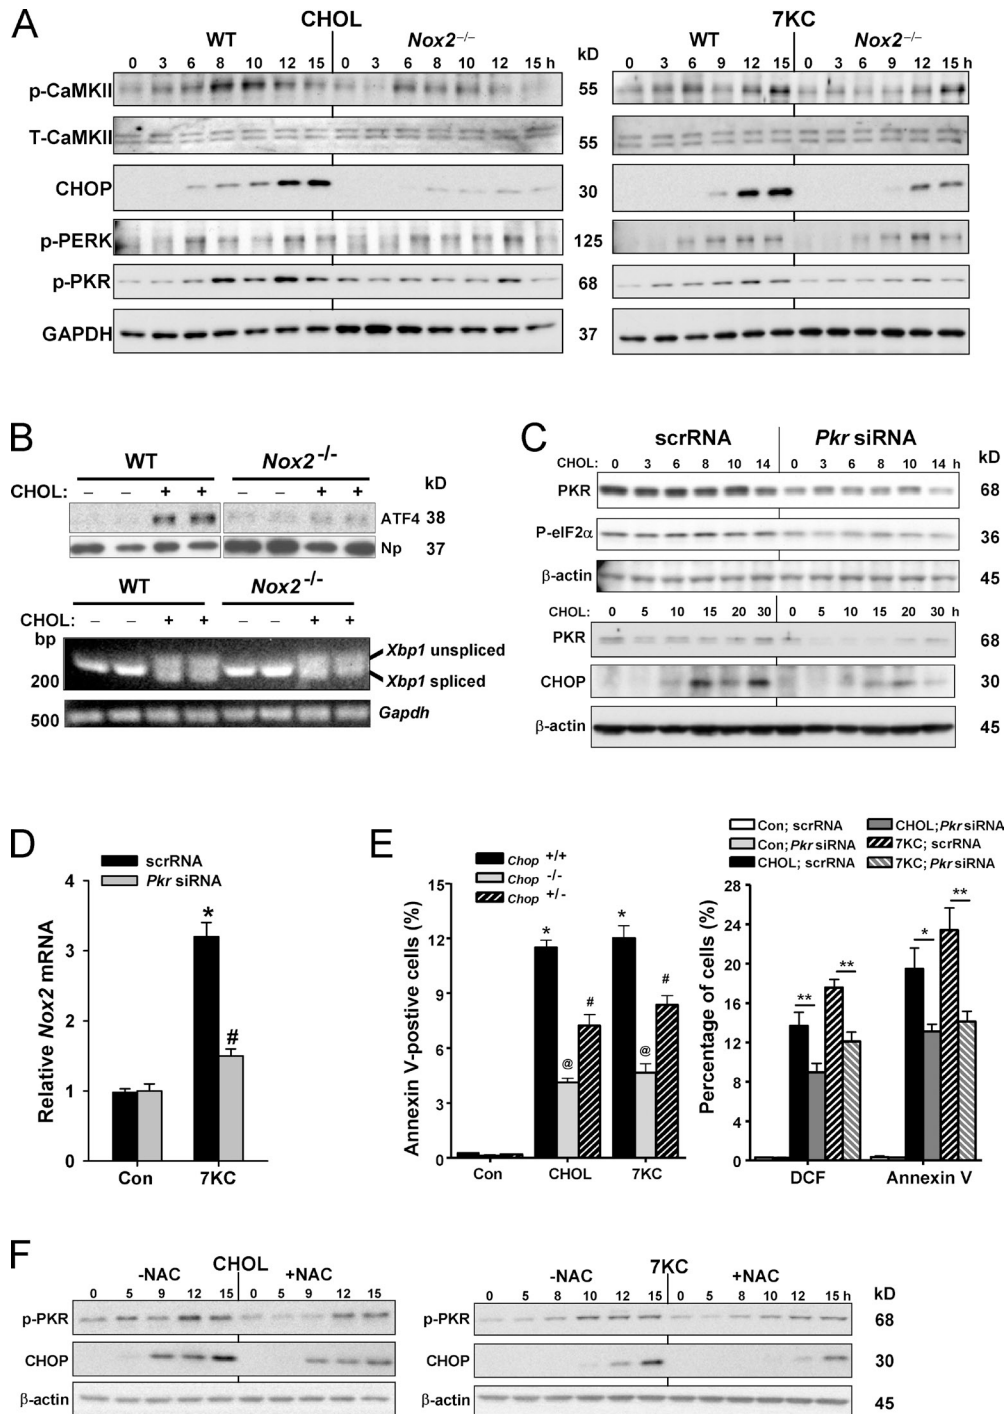 A
CHOL
7KC
WT
Nox2–/–
kD
WT
Nox2–/–
0 3 6 8 10 12 15 0 3 6 8 10 12 15 h
0 3 6 9 12 15 0 3 6 9 12 15 h
p-CaMKII
55
T-CaMKII
55
CHOP
30
p-PERK
125
p-PKR
68
GAPDH
37
B
WT
Nox2-/-
CHOL: – – + + – – + +
kD
ATF4 38
Np 37
WT
Nox2-/-
CHOL: – – + + – – + +
bp
Xbp1 unspliced
Xbp1 spliced
200
Gapdh
500
C
scrRNA
Pkr siRNA
CHOL: 0 3 6 8 10 14 0 3 6 8 10 14 h
kD
PKR
68
P-eIF2α
36
β-actin
45
CHOL: 0 5 10 15 20 30 0 5 10 15 20 30 h
PKR
68
CHOP
30
β-actin
45
D
scrRNA
Pkr siRNA
Relative Nox2 mRNA
4
3
2
1
0
*
#
Con
7KC
E
Chop +/+
Chop -/-
Chop +/-
Annexin V-postive cells (%)
15
12
9
6
3
0
*
@
#
*
@
#
Con
CHOL
7KC
Con; scrRNA
Con; Pkr siRNA
CHOL; scrRNA
CHOL;Pkr siRNA
7KC; scrRNA
7KC; Pkr siRNA
Percentage of cells (%)
28
24
20
16
12
8
4
0
**
**
*
**
DCF
Annexin V
F
CHOL
-NAC
+NAC
0 5 9 12 15 0 5 9 12 15
p-PKR
CHOP
β-actin
7KC
-NAC
+NAC
0 5 8 10 12 15 0 5 8 10 12 15 h
kD
p-PKR
68
CHOP
30
β-actin
45